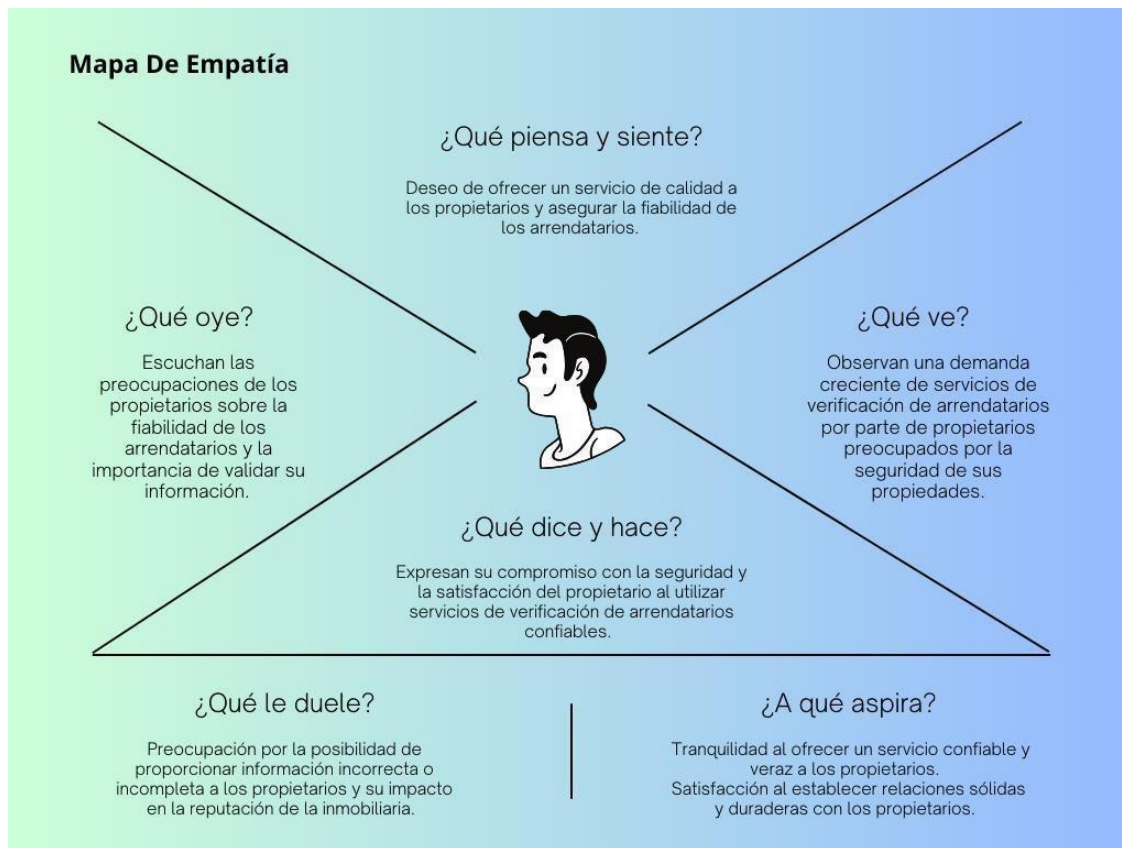 Mapa De Empatía
¿Qué piensa y siente?
Deseo de ofrecer un servicio de calidad a
los propietarios y asegurar la fiabilidad de
los arrendatarios.
¿Qué oye?
Escuchan las
preocupaciones de los
propietarios sobre la
fiabilidad de los
arrendatarios y la
importancia de validar su
información.
¿Qué ve?
Observan una demanda
creciente de servicios de
verificación de arrendatarios
por parte de propietarios
preocupados por la
seguridad de sus
propiedades.
¿Qué dice y hace?
Expresan su compromiso con la seguridad y
la satisfacción del propietario al utilizar
servicios de verificación de arrendatarios
confiables.
¿Qué le duele?
Preocupación por la posibilidad de
proporcionar información incorrecta o
incompleta a los propietarios y su impacto
en la reputación de la inmobiliaria.
¿A qué aspira?
Tranquilidad al ofrecer un servicio confiable y
veraz a los propietarios.
Satisfacción al establecer relaciones sólidas
y duraderas con los propietarios.